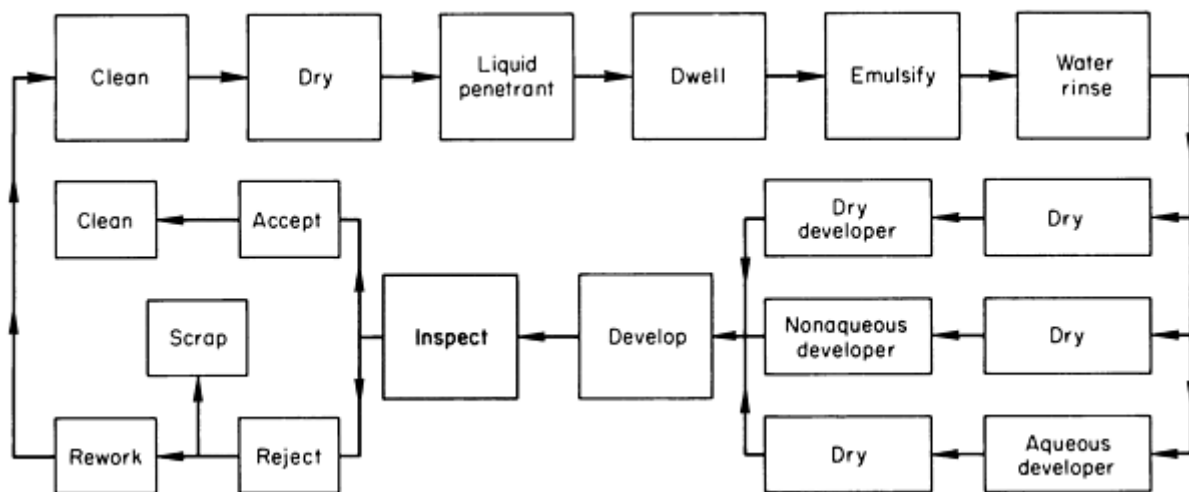 Clean
Dry
Liquid
penetrant
Dwell
Emulsify
Water
rinse
Clean
Accept
Dry
developer
Dry
Scrap
Inspect
Develop
Nonaqueous
developer
Dry
Rework
Reject
Dry
Aqueous
developer